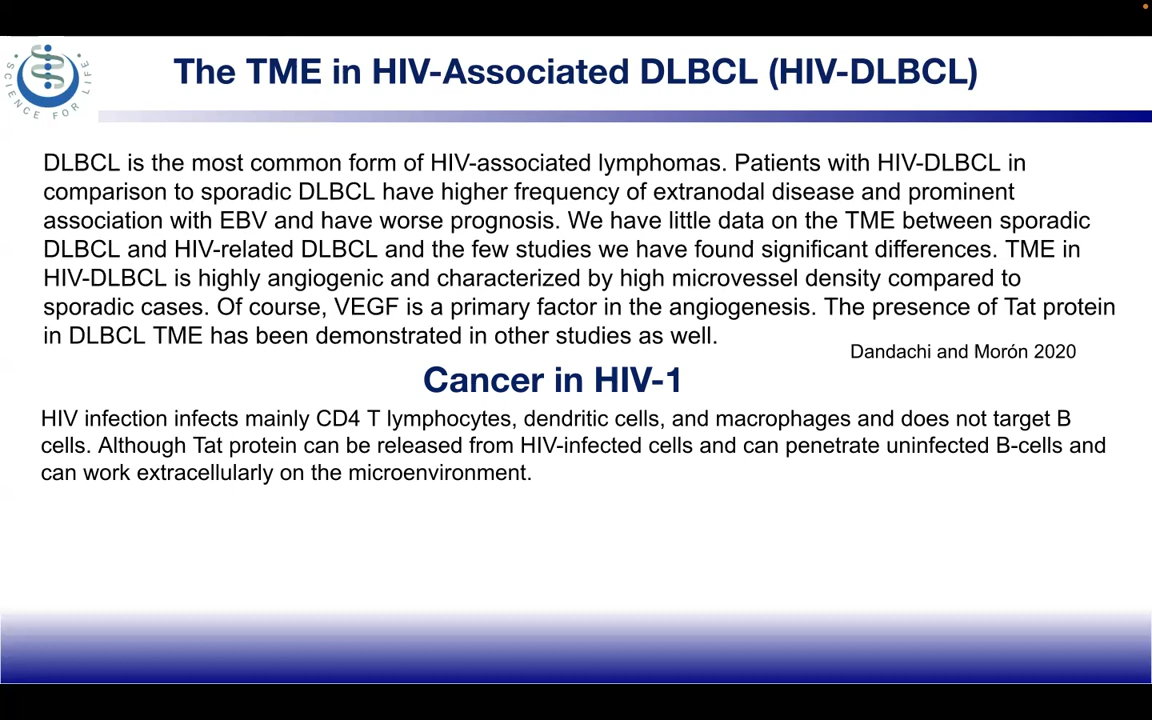 SCIENCE FOR LIFE
The TME in HIV-Associated DLBCL (HIV-DLBCL)
DLBCL is the most common form of HIV-associated lymphomas. Patients with HIV-DLBCL in
comparison to sporadic DLBCL have higher frequency of extranodal disease and prominent
association with EBV and have worse prognosis. We have little data on the TME between sporadic
DLBCL and HIV-related DLBCL and the few studies we have found significant differences. TME in
HIV-DLBCL is highly angiogenic and characterized by high microvessel density compared to
sporadic cases. Of course, VEGF is a primary factor in the angiogenesis. The presence of Tat protein
in DLBCL TME has been demonstrated in other studies as well.
Dandachi and Morón 2020
Cancer in HIV-1
HIV infection infects mainly CD4 T lymphocytes, dendritic cells, and macrophages and does not target B
cells. Although Tat protein can be released from HIV-infected cells and can penetrate uninfected B-cells and
can work extracellularly on the microenvironment.